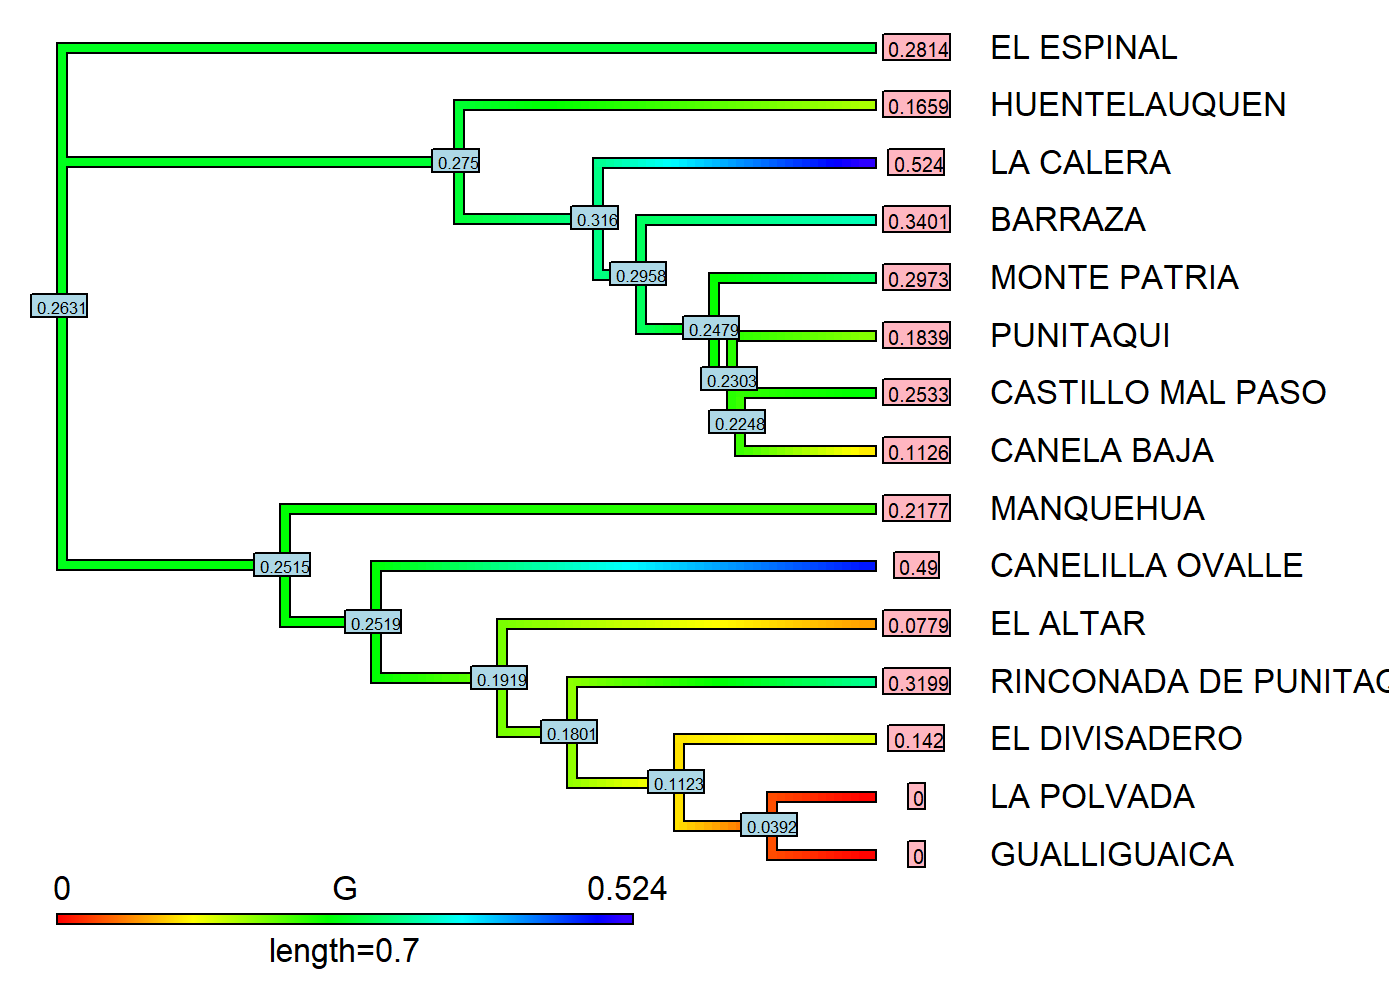 0.2814 EL ESPINAL
0.1659 HUENTELAUQUEN
0.275
0.524 LA CALERA
0.316
0.3401 BARRAZA
0.2958
0.2973 MONTE PATRIA
0.2631
0.2479
0.1839 PUNITAQUI
0.2303
0.2533 CASTILLO MAL PASO
0.2248
0.1126 CANELA BAJA
0.2177 MANQUEHUA
0.2515
0.49 CANELILLA OVALLE
0.2519
0.0779 EL ALTAR
0.1919
0.3199 RINCONADA DE PUNITAQ
0.1801
0.142 EL DIVISADERO
0.1123
0 LA POLVADA
0.0392
0 GUALLIGUAICA
0 G 0.524
length=0.7